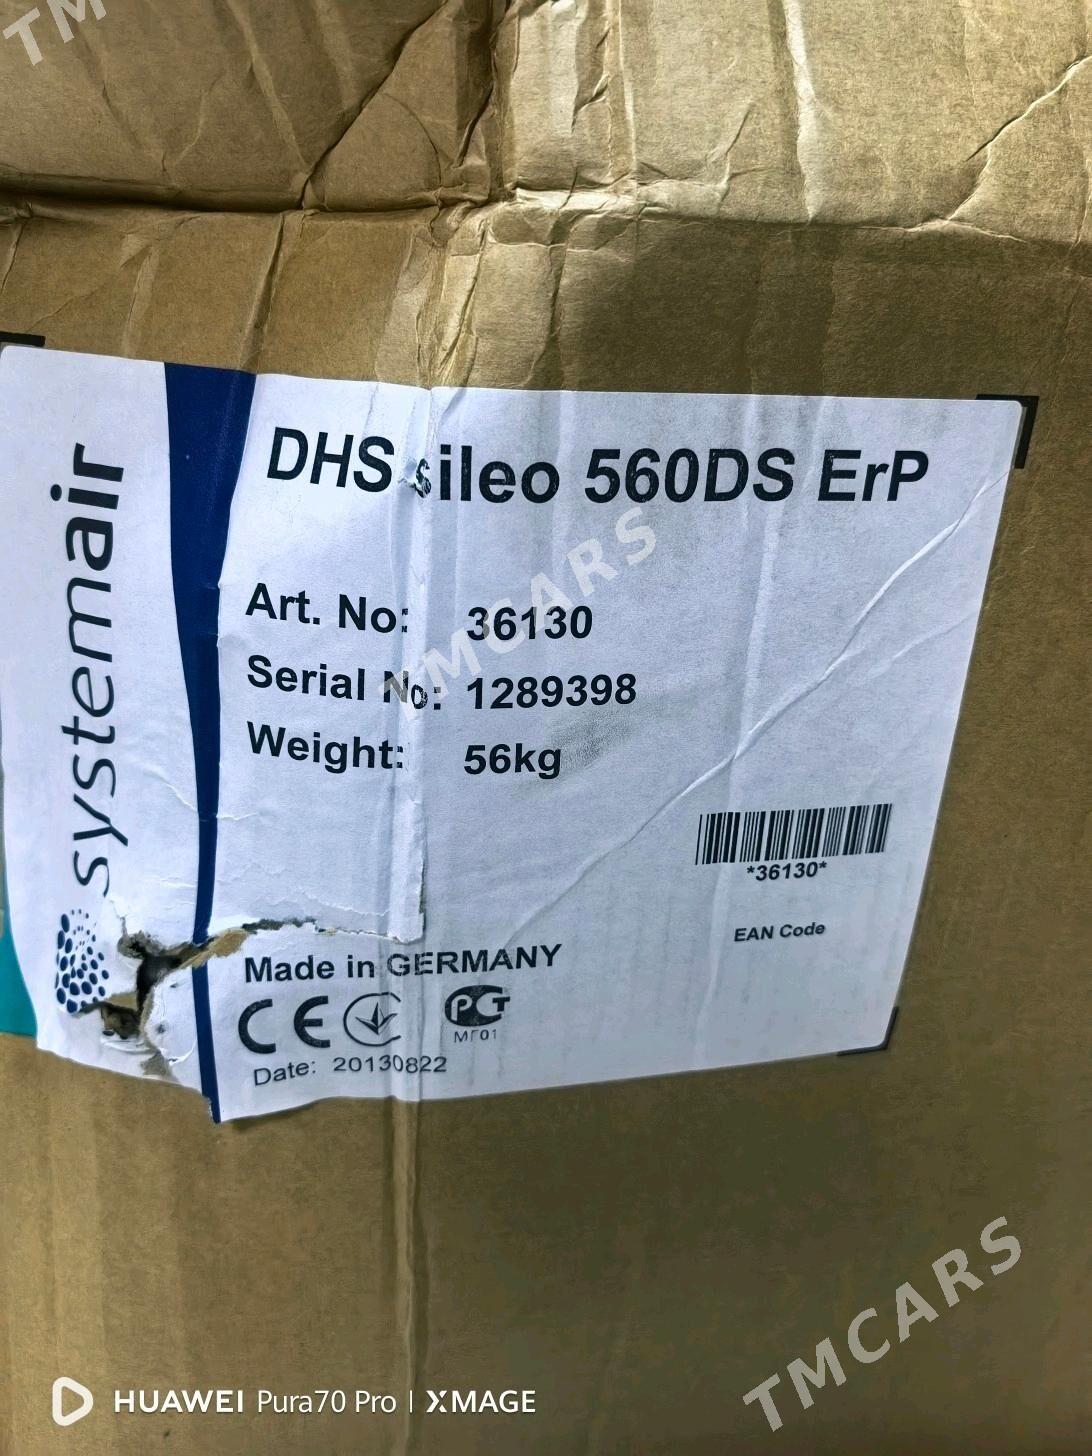 TM
systemair
DHS sileo 560DS ErP
Art. No: 36130
Serial No: 1289398
Weight: 56kg
*36130*
EAN Code
Made in GERMANY
CE РСТ
МГ01
Date: 20130822
TMCARS
TMCARS
HUAWEI Pura70 Pro | XMAGE